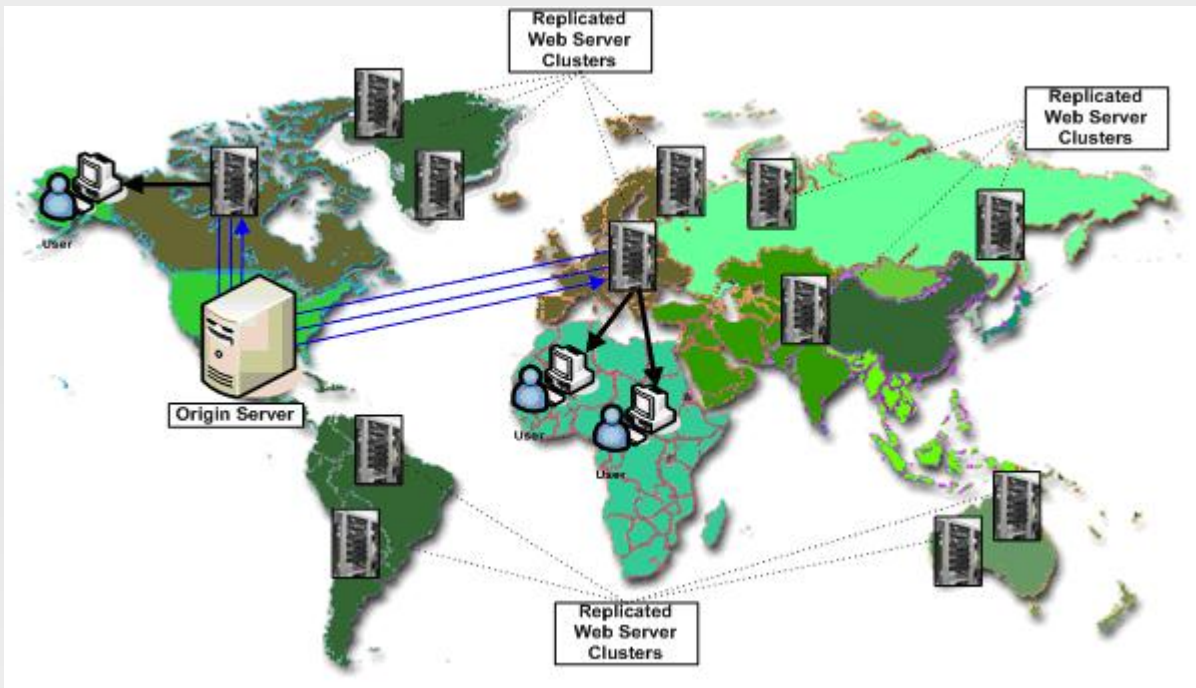 Replicated
Web Server
Clusters
Replicated
Web Server
Clusters
User
Origin Server
User
User
Replicated
Web Server
Clusters